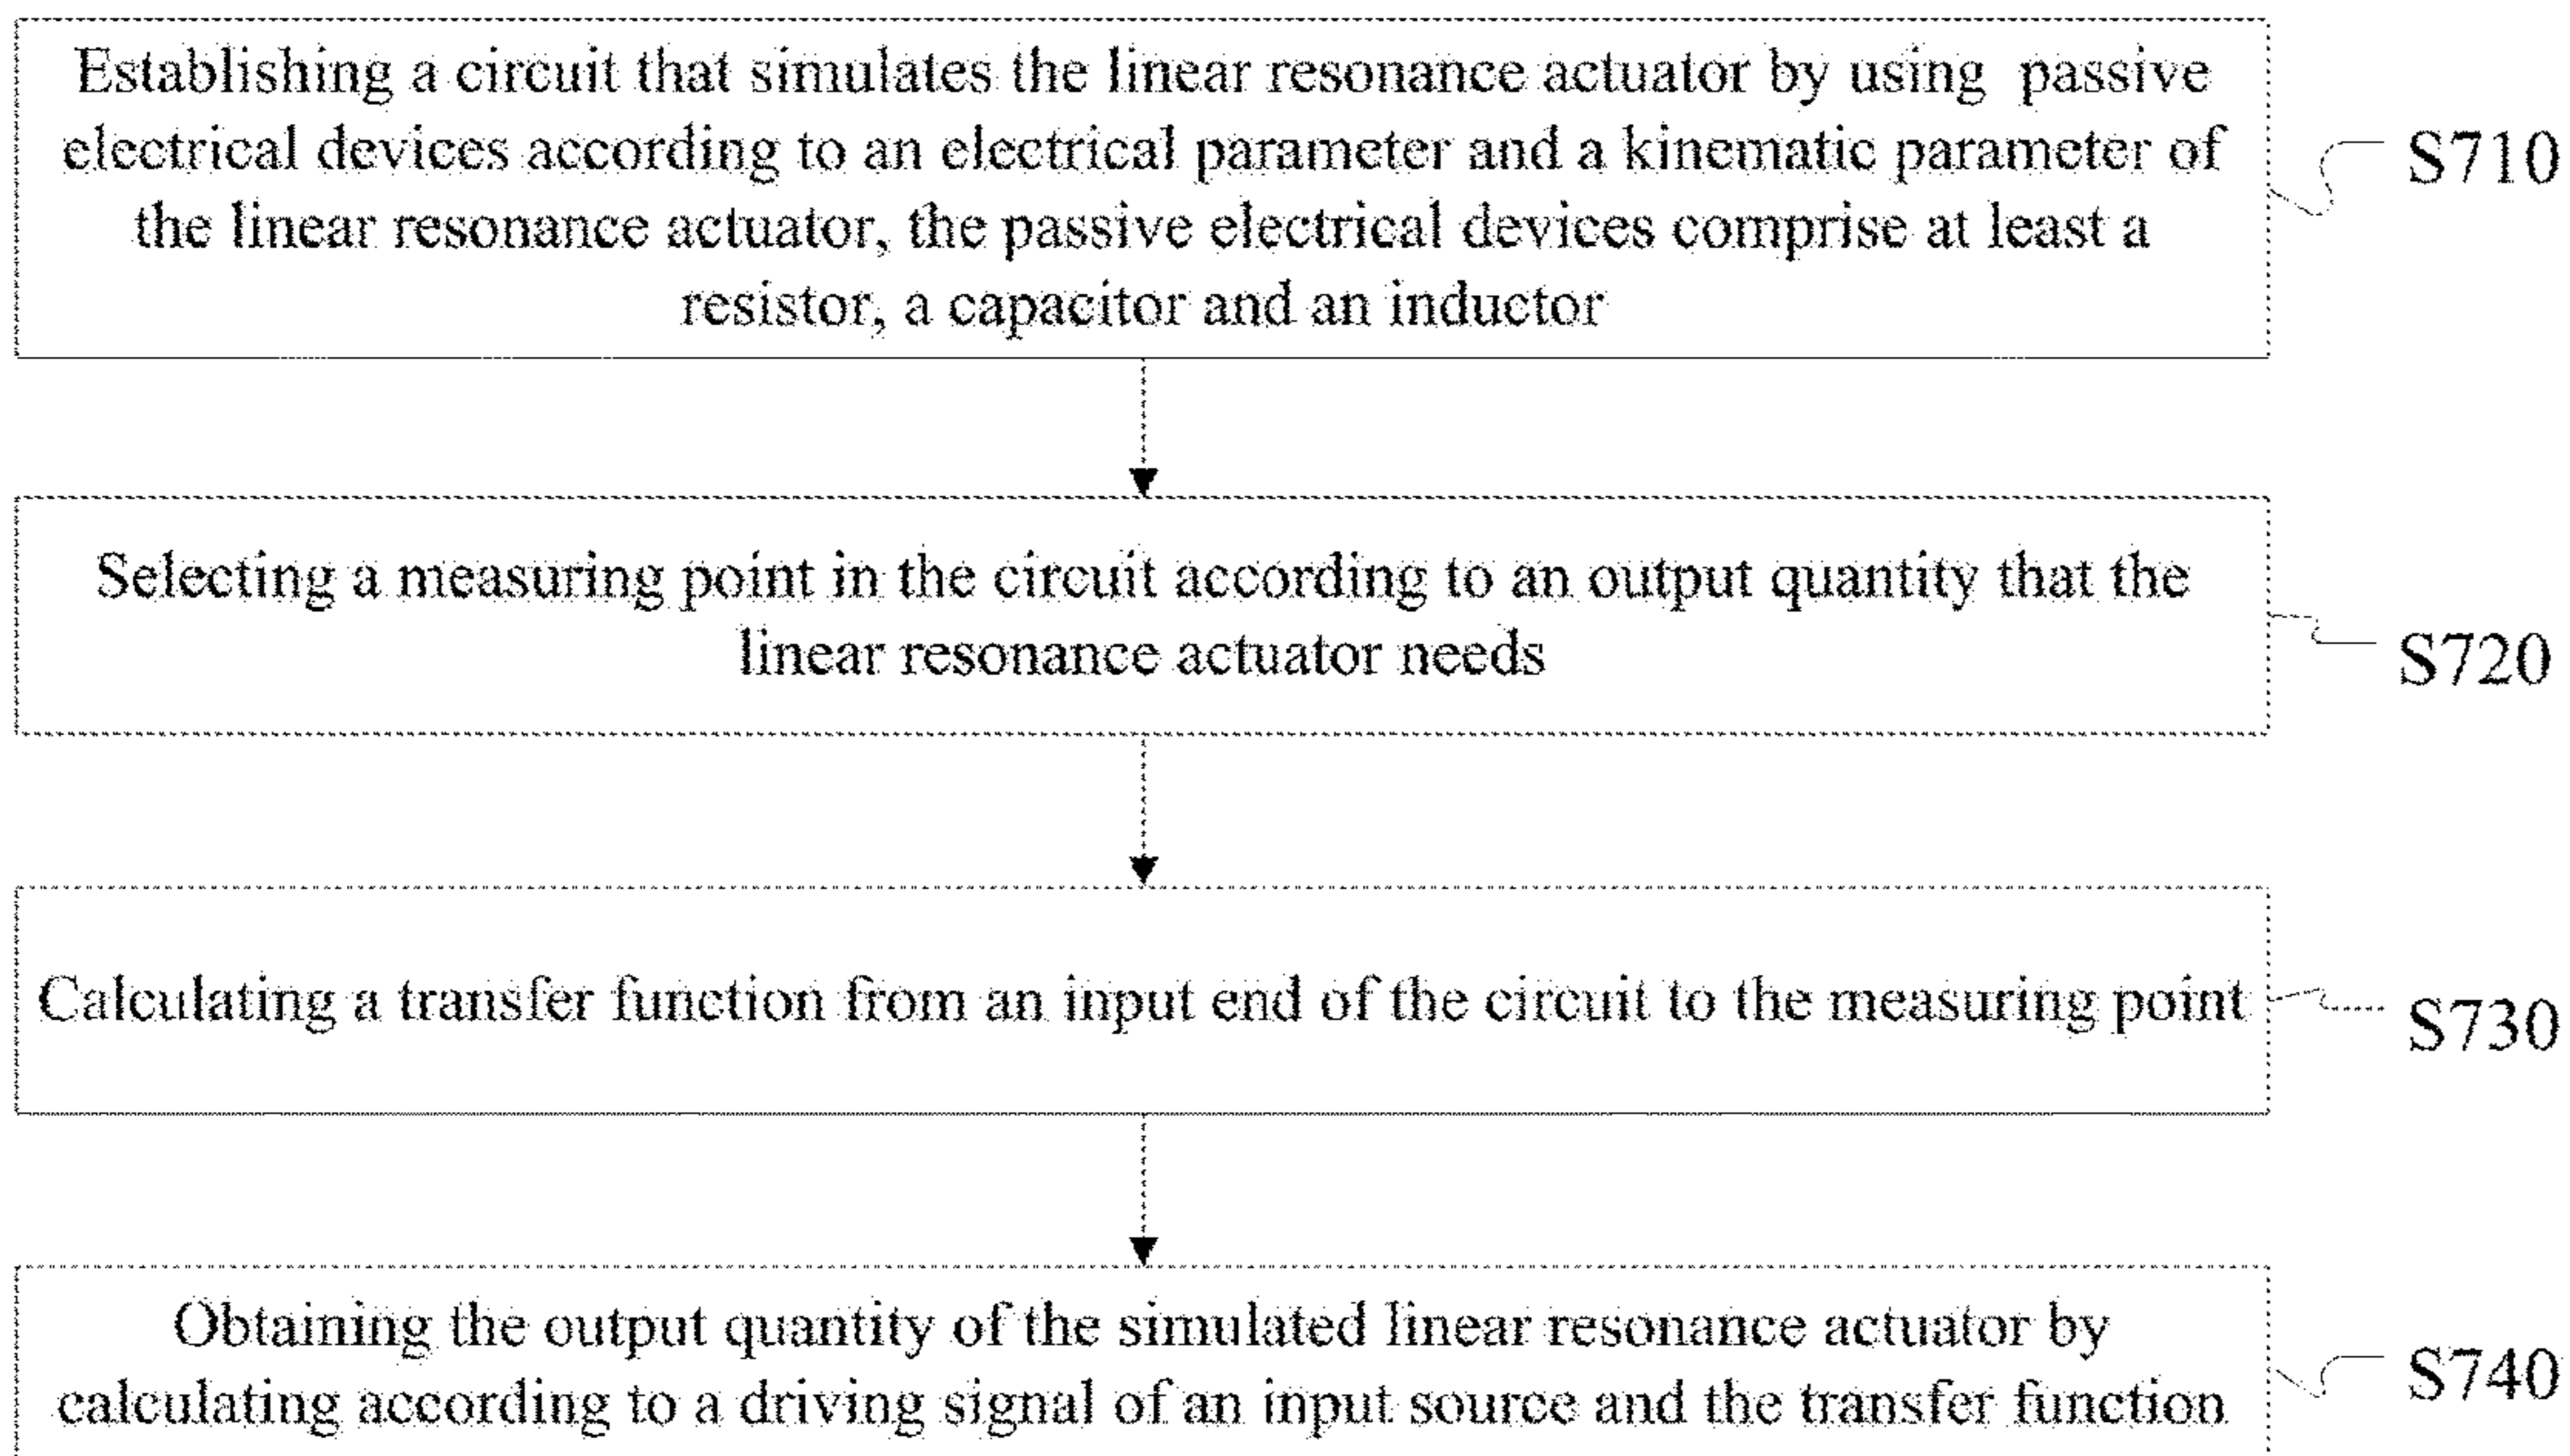 Establishing a circuit that simulates the linear resonance actuator by using passive
electrical devices according to an electrical parameter and a kinematic parameter of
the linear resonance actuator, the passive electrical devices comprise at least a
resistor, a capacitor and an inductor
S710
Selecting a measuring point in the circuit according to an output quantity that the
linear resonance actuator needs
S720
Calculating a transfer function from an input end of the circuit to the measuring point
S730
Obtaining the output quantity of the simulated linear resonance actuator by
calculating according to a driving signal of an input source and the transfer function
S740